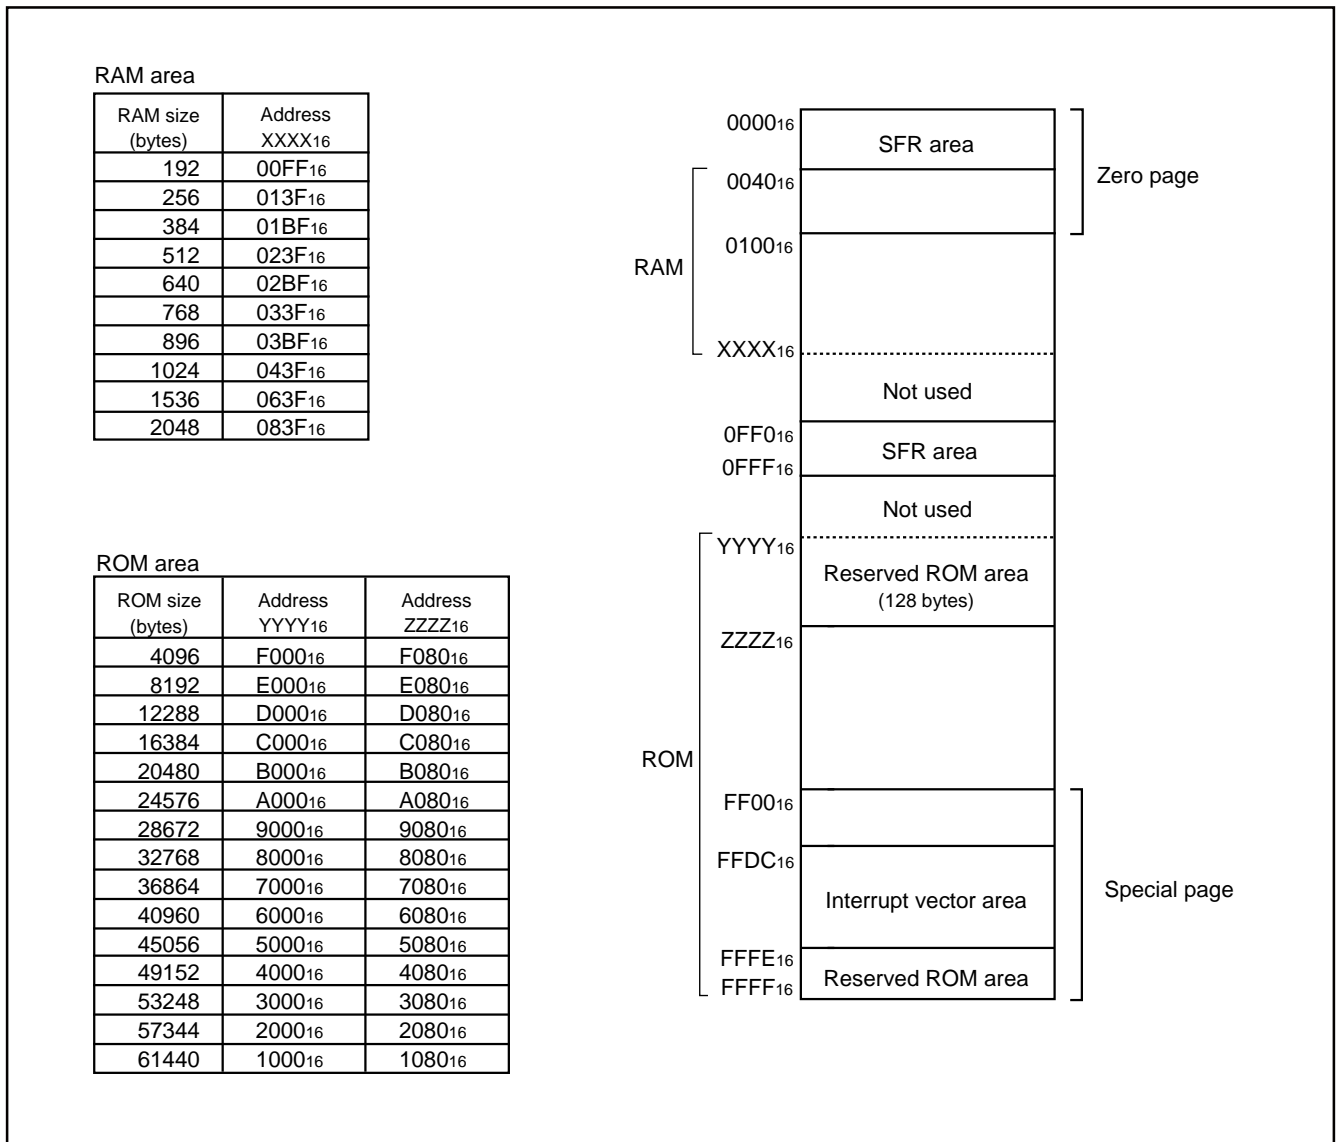 RAM area
RAM size Address
(bytes) XXXX16
192 00FF16
256 013F16
384 01BF16
512 023F16
640 02BF16
768 033F16
896 03BF16
1024 043F16
1536 063F16
2048 083F16
ROM area
ROM size Address Address
(bytes) YYYY16 ZZZZ16
4096 F00016 F08016
8192 E00016 E08016
12288 D00016 D08016
16384 C00016 C08016
20480 B00016 B08016
24576 A00016 A08016
28672 900016 908016
32768 800016 808016
36864 700016 708016
40960 600016 608016
45056 500016 508016
49152 400016 408016
53248 300016 308016
57344 200016 208016
61440 100016 108016
000016
SFR area
Zero page
004016
010016
RAM
XXXX16
Not used
0FF016
SFR area
0FFF16
Not used
YYYY16
Reserved ROM area
(128 bytes)
ZZZZ16
ROM
FF0016
FFDC16
Interrupt vector area
Special page
FFFE16
Reserved ROM area
FFFF16